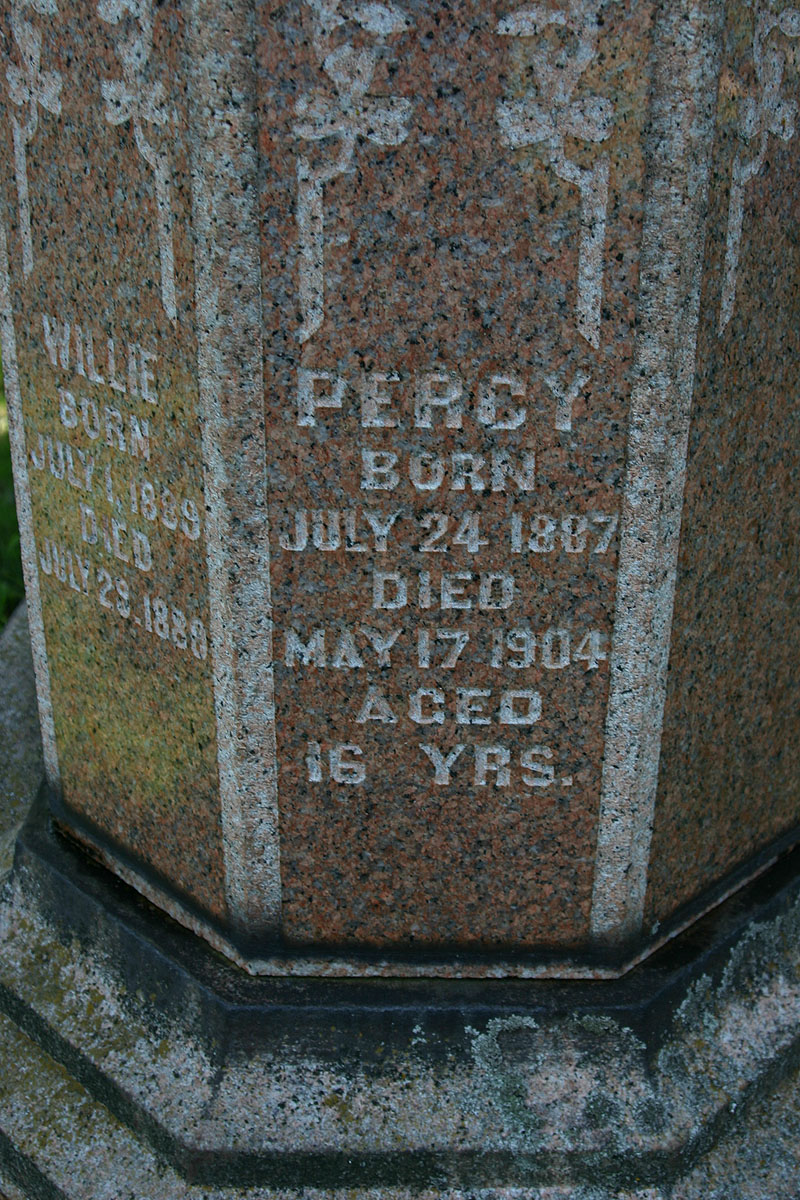 WILLIE
BORN
JULY 1, 1889
DIED
JULY 29, 1889
PERCY
BORN
JULY 24 1887
DIED
MAY 17 1904
AGED
16 YRS.